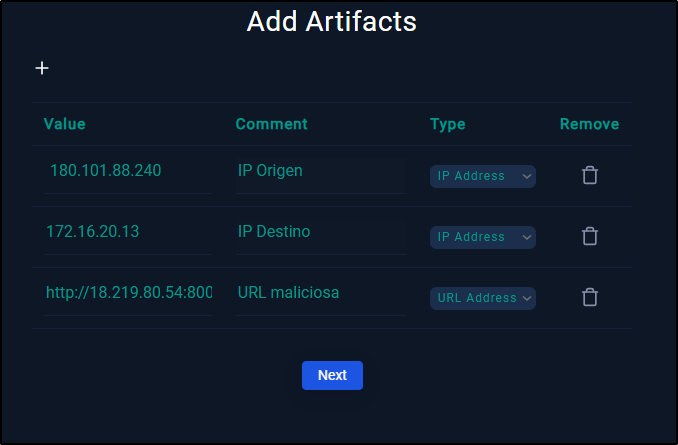 Add Artifacts
+
Value Comment Type Remove
180.101.88.240 IP Origen IP Address
172.16.20.13 IP Destino IP Address
http://18.219.80.54:800 URL maliciosa URL Address
Next